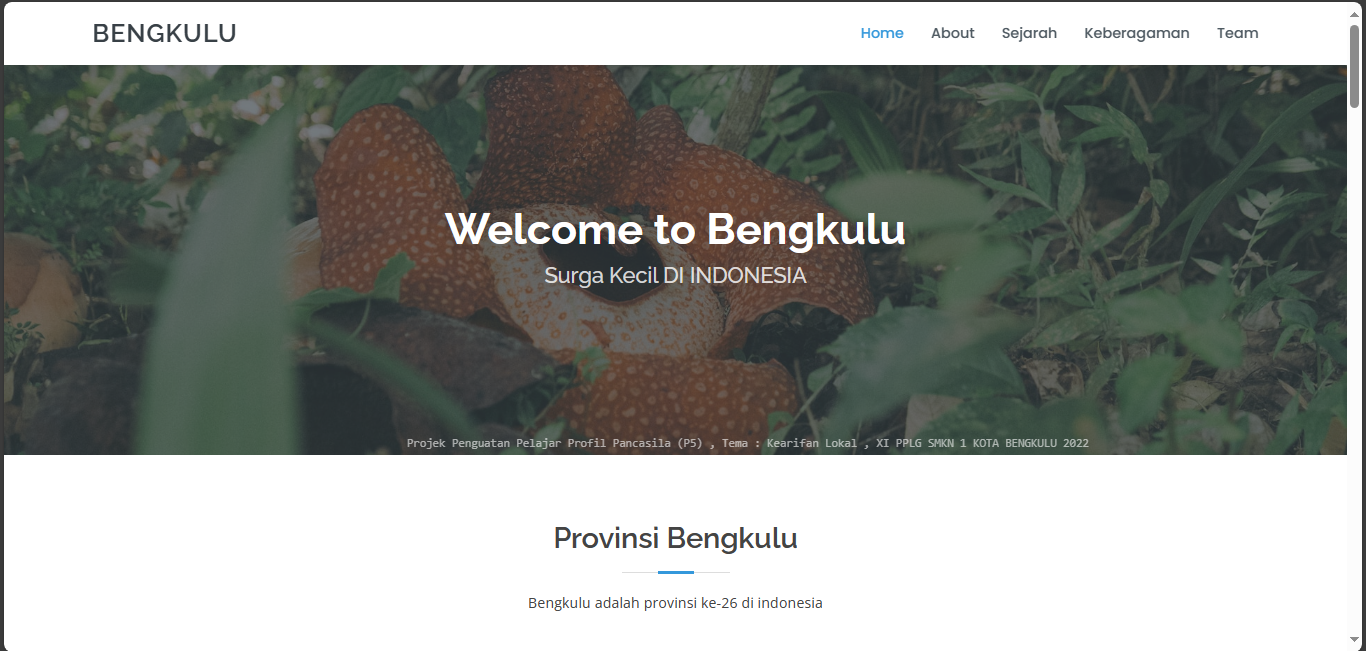 BENGKULU
Home About Sejarah Keberagaman Team
Welcome to Bengkulu
Surga Kecil DI INDONESIA
Projek Penguatan Pelajar Profil Pancasila (P5) , Tema : Kearifan Lokal , XI PPLG SMKN 1 KOTA BENGKULU 2022
Provinsi Bengkulu
Bengkulu adalah provinsi ke-26 di indonesia